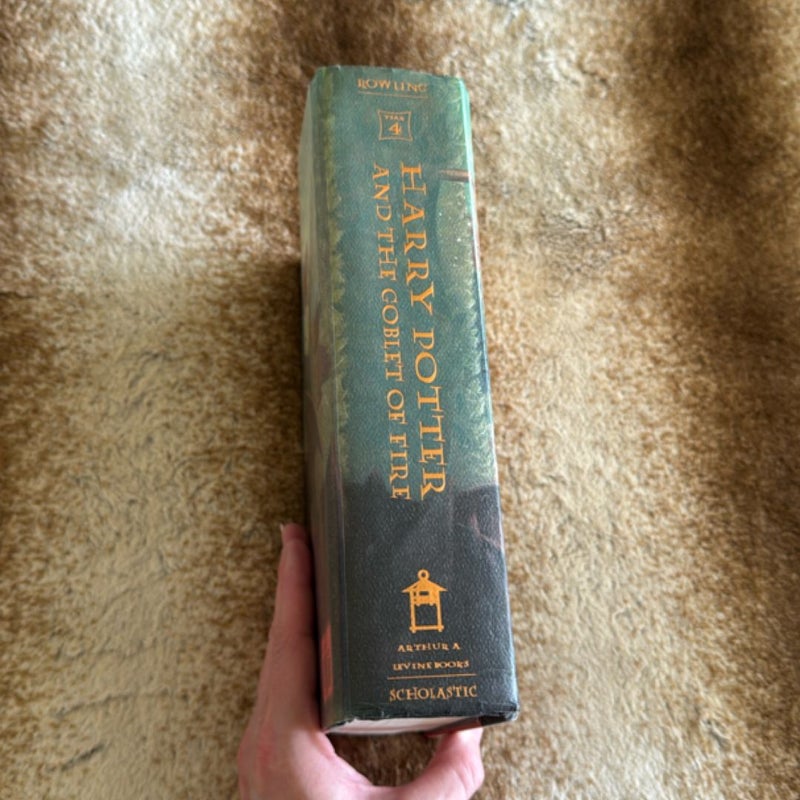 ROWLING
YEAR
4
HARRY POTTER
AND THE GOBLET OF FIRE
ARTHUR A
LEVINE BOOKS
SCHOLASTIC